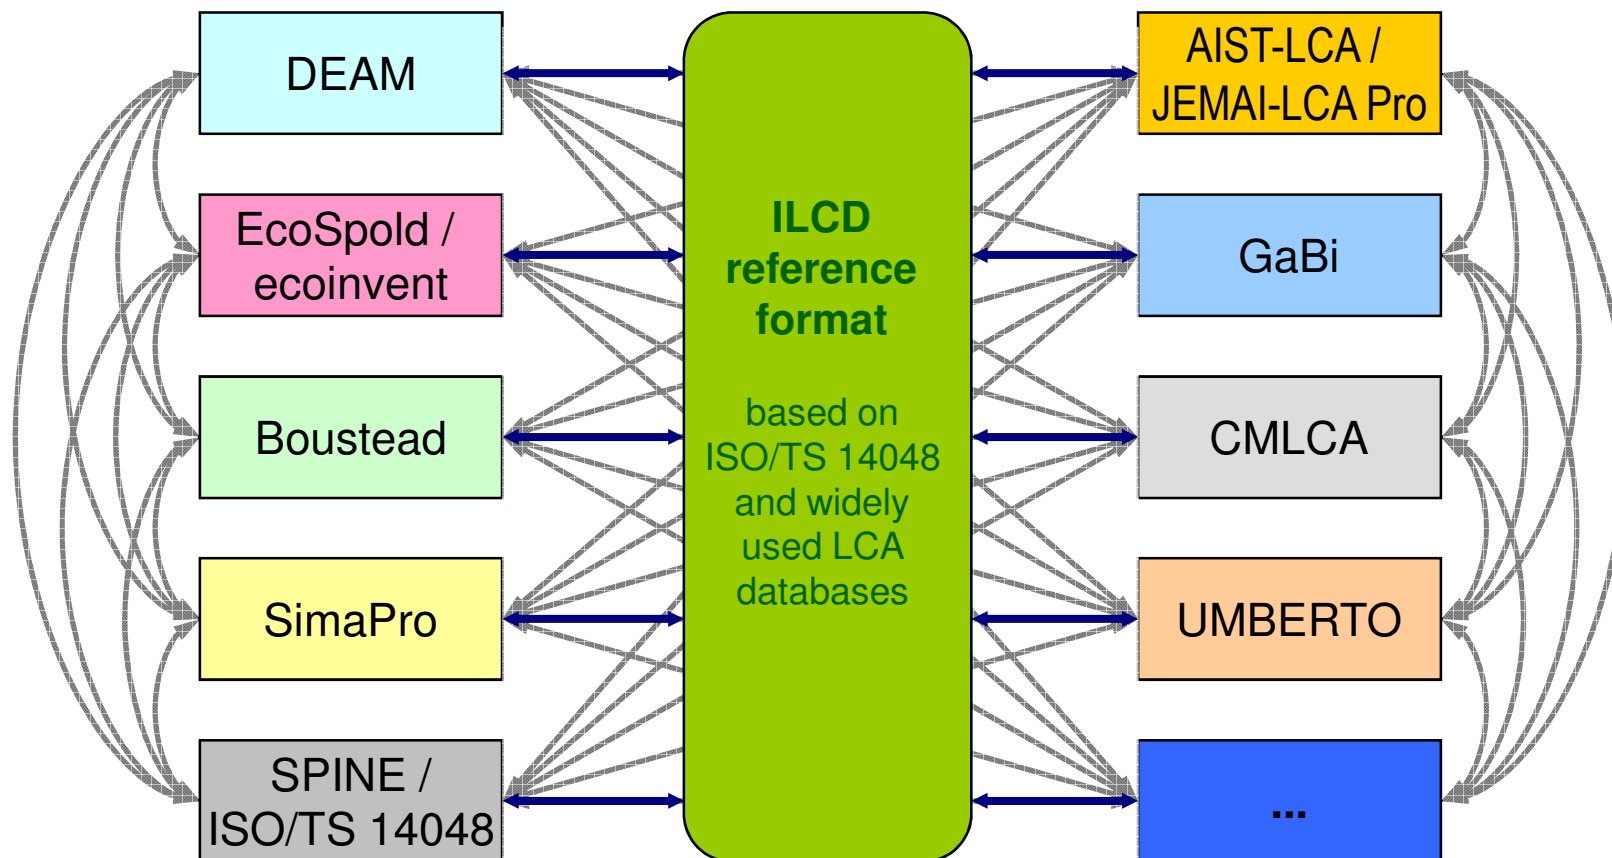 DEAM
EcoSpold /
ecoinvent
Boustead
SimaPro
SPINE /
ISO/TS 14048
ILCD
reference
format
based on
ISO/TS 14048
and widely
used LCA
databases
AIST-LCA /
JEMAI-LCA Pro
GaBi
CMLCA
UMBERTO
...